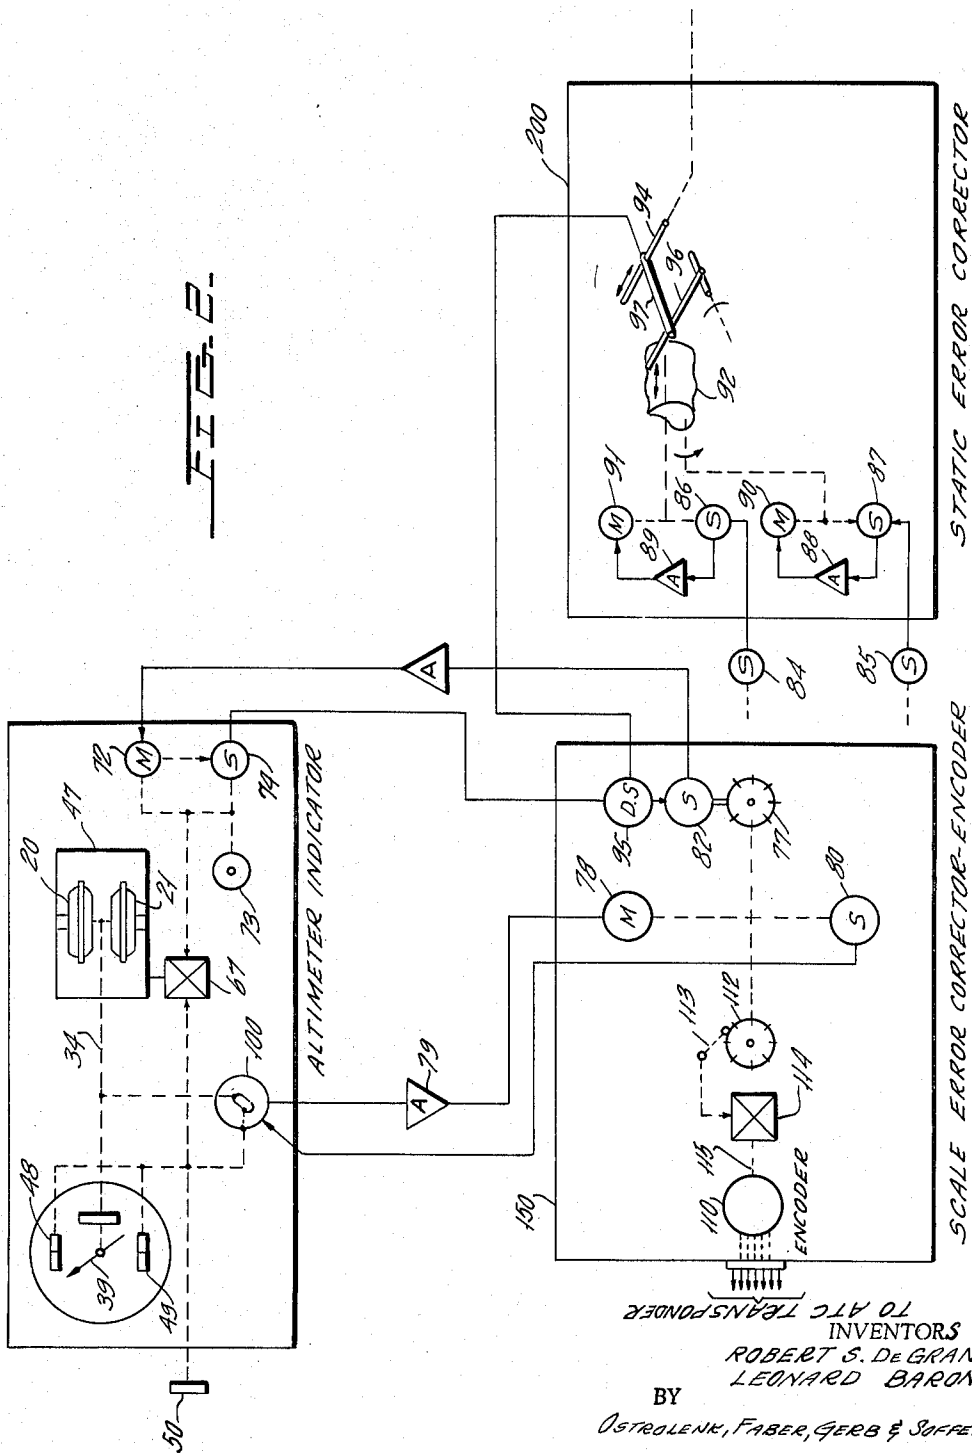 FIG. 2.
200
94
96
97
92
91
M
86
S
89
A
90
M
87
S
88
A
S
84
S
85
STATIC ERROR CORRECTOR
A
72
M
S
74
47
20
21
73
67
34
100
48
39
49
50
ALTIMETER INDICATOR
79
A
150
95
D.S
82
S
77
78
M
80
S
113
112
114
115
110
ENCODER
TO ATC TRANSPONDER
SCALE ERROR CORRECTOR-ENCODER
INVENTORS
ROBERT S. DE GRAN
LEONARD BARON
BY
OSTROLENK, FABER, GERB & SOFFE